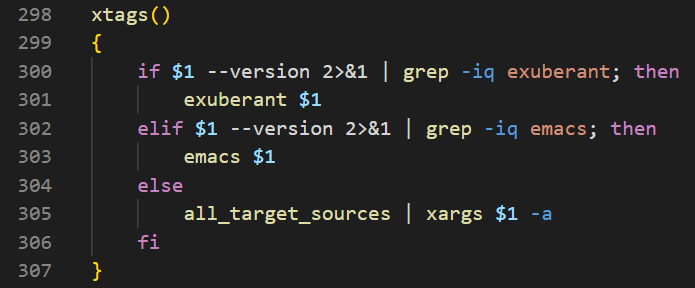 298 xtags()
299 {
300     if $1 --version 2>&1 | grep -iq exuberant; then
301         exuberant $1
302     elif $1 --version 2>&1 | grep -iq emacs; then
303         emacs $1
304     else
305         all_target_sources | xargs $1 -a
306     fi
307 }